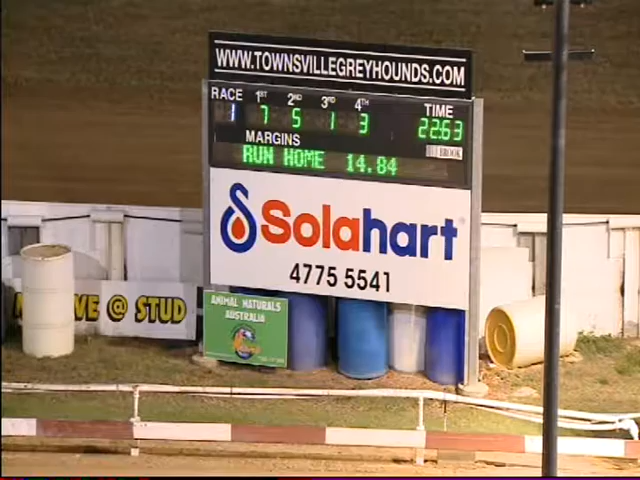 WWW.TOWNSVILLEGREYHOUNDS.COM
RACE 1ST 2ND 3RD 4TH TIME
1 7 5 1 3 22.63
MARGINS
RUN HOME 14.84
Solahart
4775 5541
ANIMAL NATURALS
AUSTRALIA
VE @ STUD